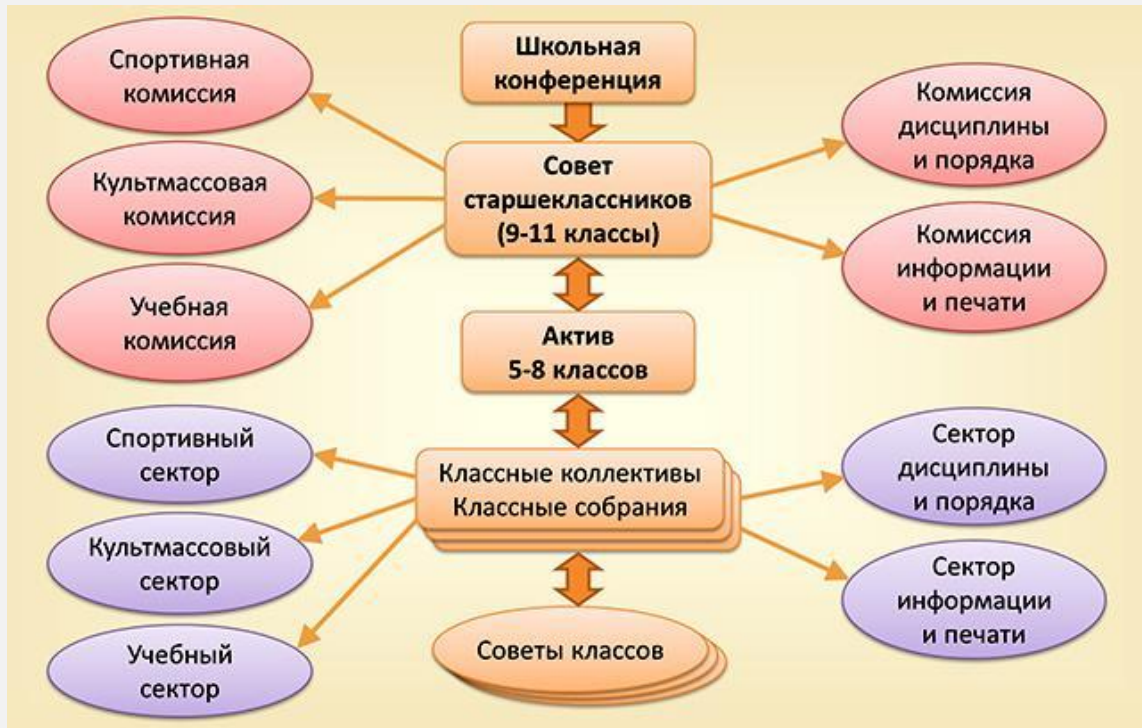 Школьная
конференция
Спортивная
комиссия
Культмассовая
комиссия
Учебная
комиссия
Совет
старшеклассников
(9-11 классы)
Комиссия
дисциплины
и порядка
Комиссия
информации
и печати
Актив
5-8 классов
Спортивный
сектор
Культмассовый
сектор
Учебный
сектор
Классные коллективы
Классные собрания
Сектор
дисциплины
и порядка
Сектор
информации
и печати
Советы классов